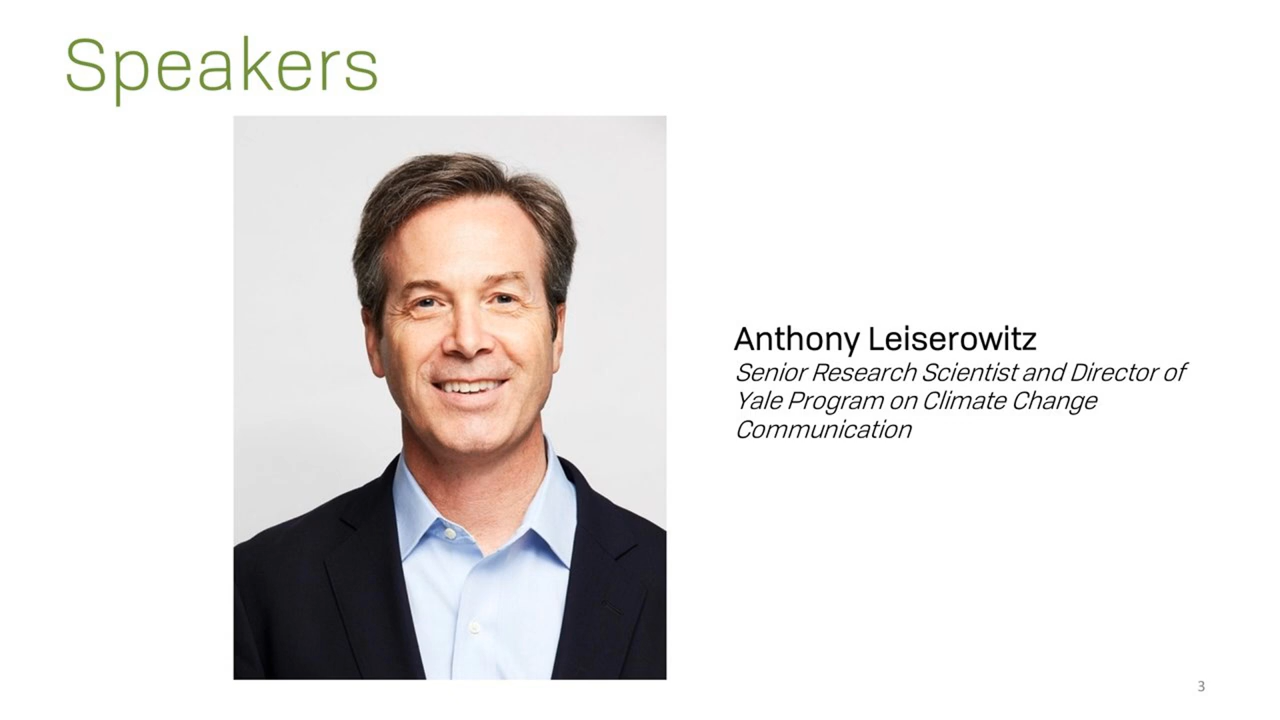 Speakers
Anthony Leiserowitz
Senior Research Scientist and Director of
Yale Program on Climate Change
Communication
3